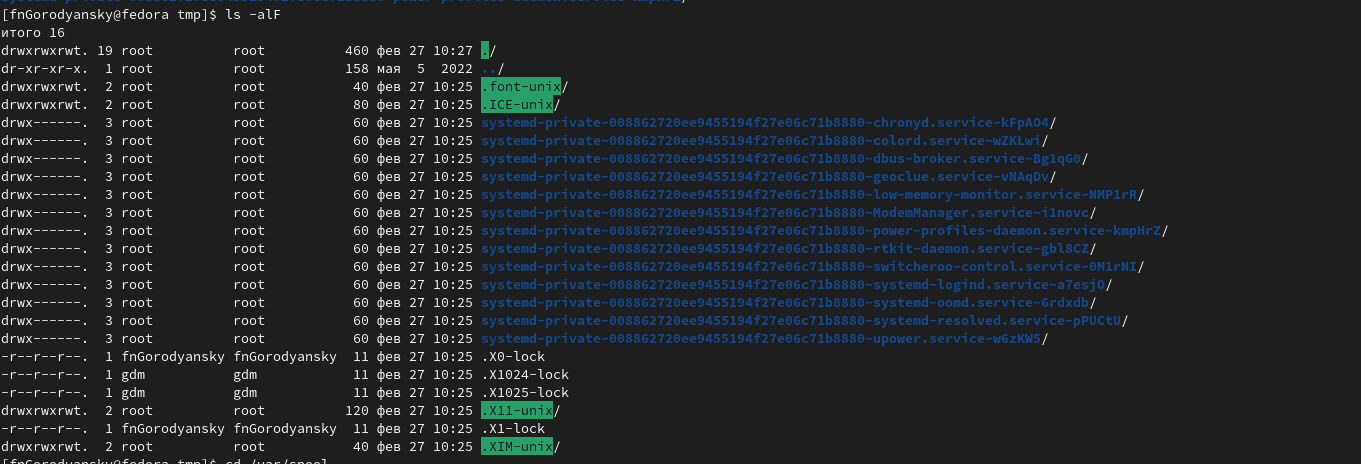 [fnGorodyansky@fedora tmp]$ ls -alF
итого 16
drwxrwxrwt. 19 root          root          460 фев 27 10:27 ./
dr-xr-xr-x.  1 root          root          158 мая  5  2022 ../
drwxrwxrwt.  2 root          root           40 фев 27 10:25 .font-unix/
drwxrwxrwt.  2 root          root           80 фев 27 10:25 .ICE-unix/
drwx------.  3 root          root           60 фев 27 10:25 systemd-private-008862720ee9455194f27e06c71b8880-chronyd.service-kFpAO4/
drwx------.  3 root          root           60 фев 27 10:25 systemd-private-008862720ee9455194f27e06c71b8880-colord.service-wZKLwi/
drwx------.  3 root          root           60 фев 27 10:25 systemd-private-008862720ee9455194f27e06c71b8880-dbus-broker.service-Bg1qG0/
drwx------.  3 root          root           60 фев 27 10:25 systemd-private-008862720ee9455194f27e06c71b8880-geoclue.service-vNAqDv/
drwx------.  3 root          root           60 фев 27 10:25 systemd-private-008862720ee9455194f27e06c71b8880-low-memory-monitor.service-NMP1rR/
drwx------.  3 root          root           60 фев 27 10:25 systemd-private-008862720ee9455194f27e06c71b8880-ModemManager.service-i1novc/
drwx------.  3 root          root           60 фев 27 10:25 systemd-private-008862720ee9455194f27e06c71b8880-power-profiles-daemon.service-kmpHrZ/
drwx------.  3 root          root           60 фев 27 10:25 systemd-private-008862720ee9455194f27e06c71b8880-rtkit-daemon.service-gbl8CZ/
drwx------.  3 root          root           60 фев 27 10:25 systemd-private-008862720ee9455194f27e06c71b8880-switcheroo-control.service-0M1rNI/
drwx------.  3 root          root           60 фев 27 10:25 systemd-private-008862720ee9455194f27e06c71b8880-systemd-logind.service-a7esjO/
drwx------.  3 root          root           60 фев 27 10:25 systemd-private-008862720ee9455194f27e06c71b8880-systemd-oomd.service-6rdxdb/
drwx------.  3 root          root           60 фев 27 10:25 systemd-private-008862720ee9455194f27e06c71b8880-systemd-resolved.service-pPUCtU/
drwx------.  3 root          root           60 фев 27 10:25 systemd-private-008862720ee9455194f27e06c71b8880-upower.service-w6zKW5/
-r--r--r--.  1 fnGorodyansky fnGorodyansky  11 фев 27 10:25 .X0-lock
-r--r--r--.  1 gdm           gdm            11 фев 27 10:25 .X1024-lock
-r--r--r--.  1 gdm           gdm            11 фев 27 10:25 .X1025-lock
drwxrwxrwt.  2 root          root          120 фев 27 10:25 .X11-unix/
-r--r--r--.  1 fnGorodyansky fnGorodyansky  11 фев 27 10:25 .X1-lock
drwxrwxrwt.  2 root          root           40 фев 27 10:25 .XIM-unix/
[fnGorodyansky@fedora tmp]$ cd /var/spool